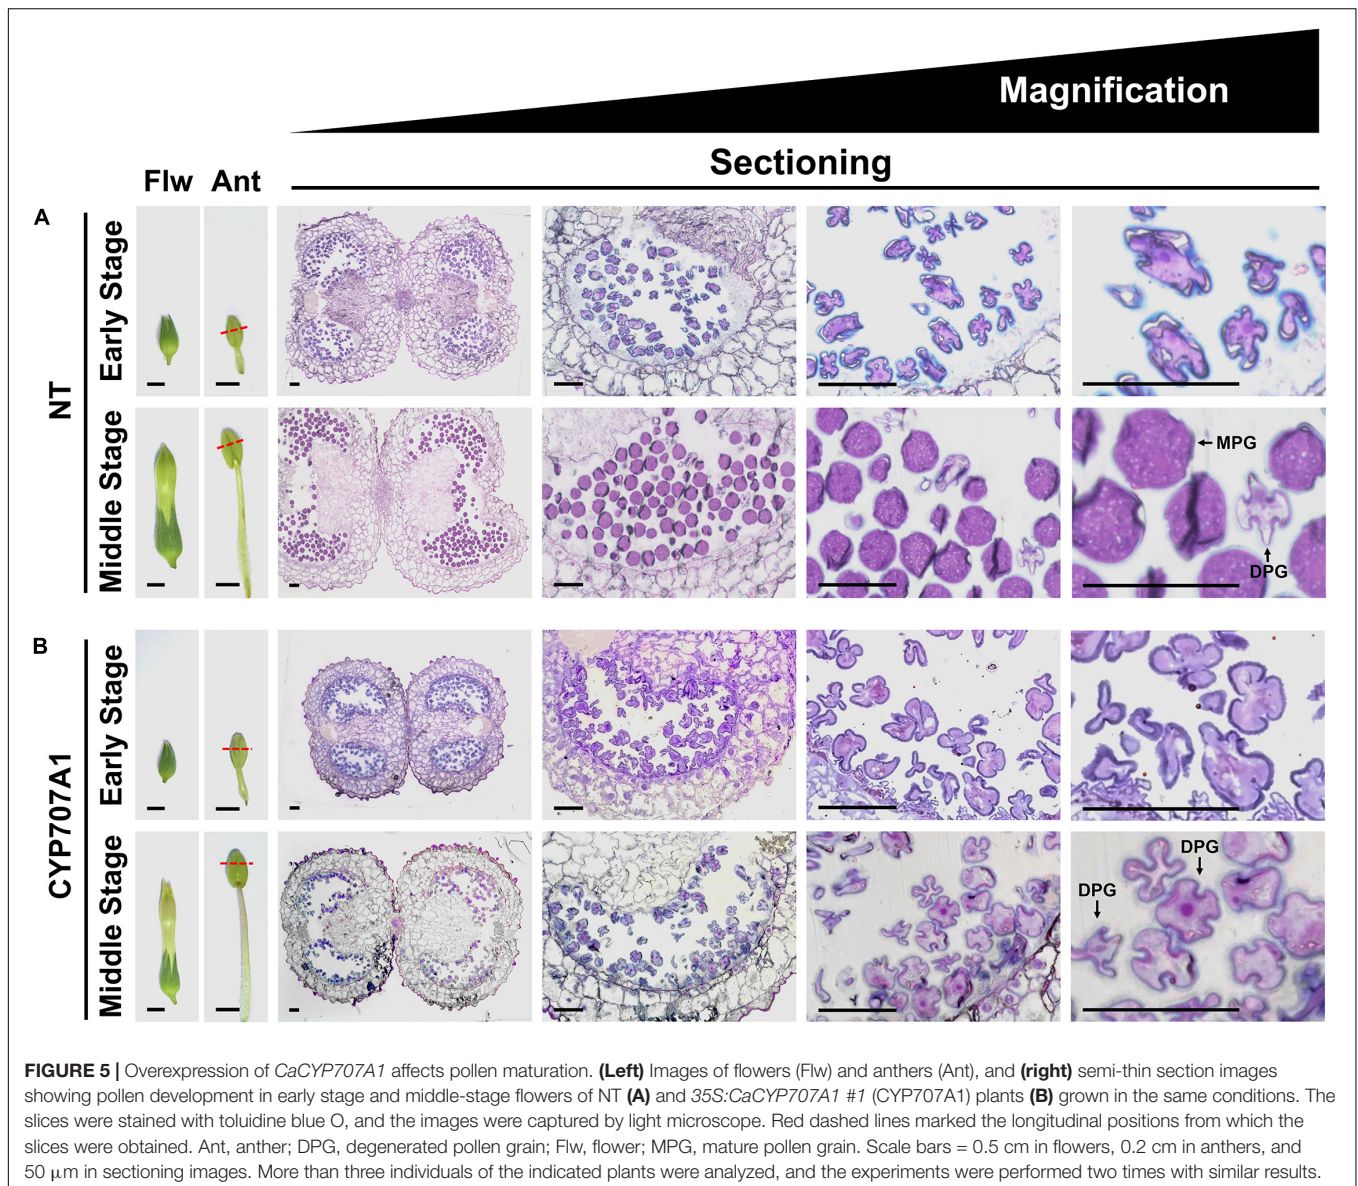 Magnification
Sectioning
Flw Ant
A
NT
Early Stage
Middle Stage
MPG
DPG
B
CYP707A1
Early Stage
Middle Stage
DPG
DPG
FIGURE 5 | Overexpression of CaCYP707A1 affects pollen maturation. (Left) Images of flowers (Flw) and anthers (Ant), and (right) semi-thin section images
showing pollen development in early stage and middle-stage flowers of NT (A) and 35S:CaCYP707A1 #1 (CYP707A1) plants (B) grown in the same conditions. The
slices were stained with toluidine blue O, and the images were captured by light microscope. Red dashed lines marked the longitudinal positions from which the
slices were obtained. Ant, anther; DPG, degenerated pollen grain; Flw, flower; MPG, mature pollen grain. Scale bars = 0.5 cm in flowers, 0.2 cm in anthers, and
50 μm in sectioning images. More than three individuals of the indicated plants were analyzed, and the experiments were performed two times with similar results.